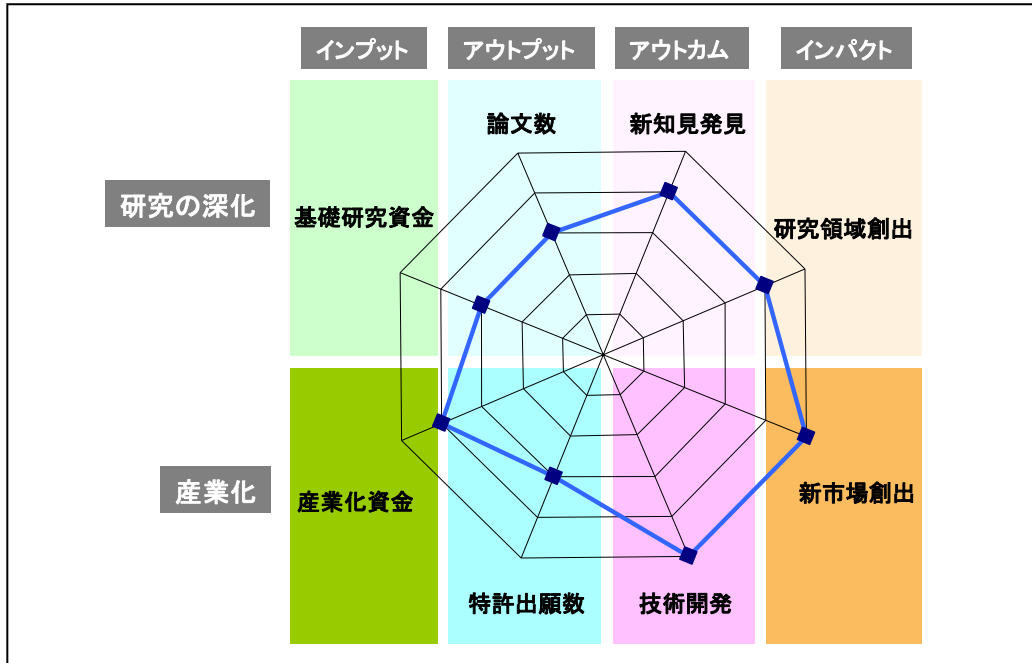 インプット
アウトプット
アウトカム
インパクト
論文数
新知見発見
研究の深化
基礎研究資金
研究領域創出
産業化
産業化資金
新市場創出
特許出願数
技術開発